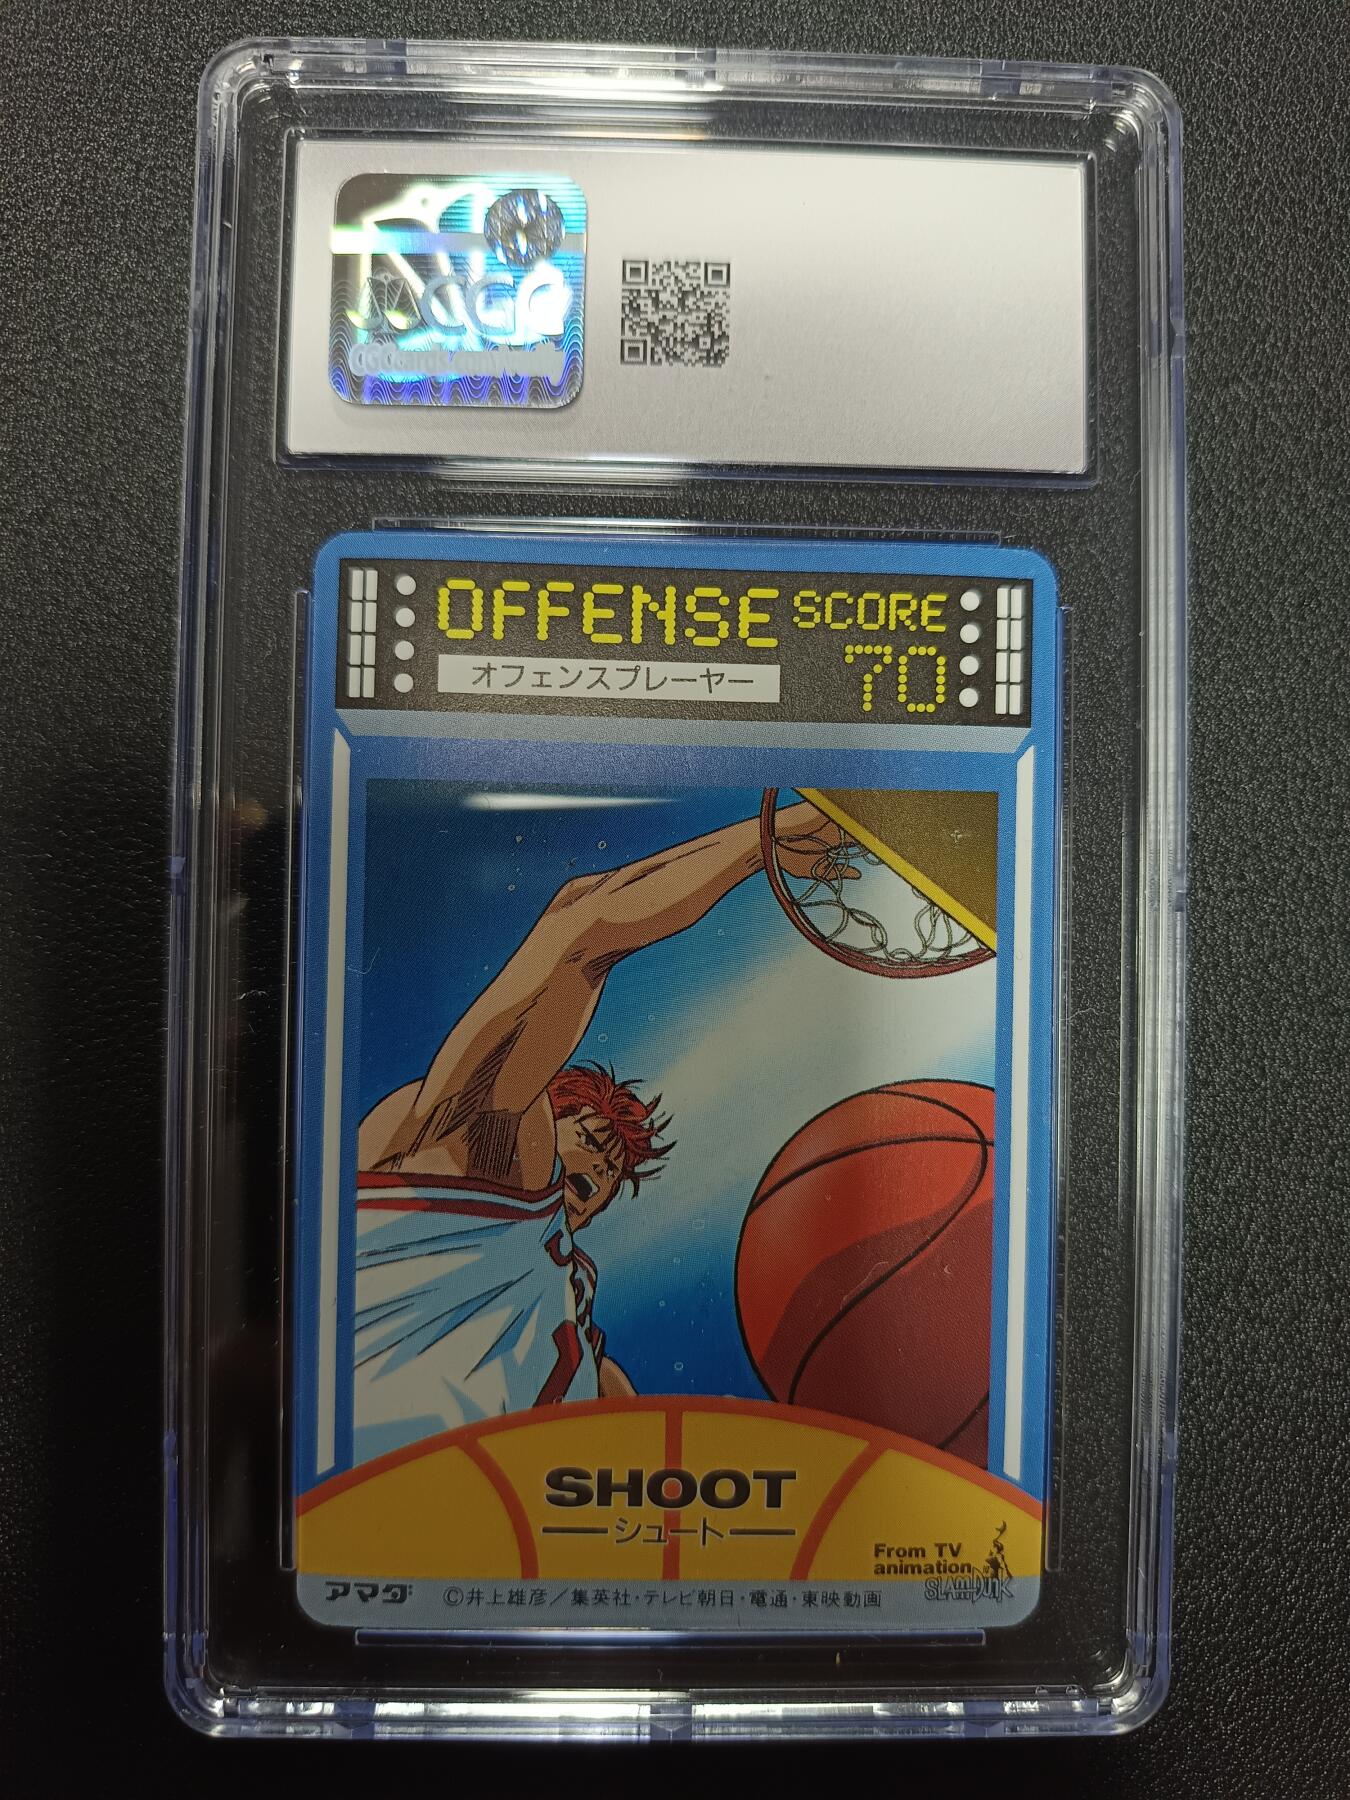 CGC
OFFENSE
オフェンスプレーヤー
SCORE
70
SHOOT
シュート
From TV
animation
SLAM DUNK
アマダ
©井上雄彦／集英社・テレビ朝日・電通・東映動画